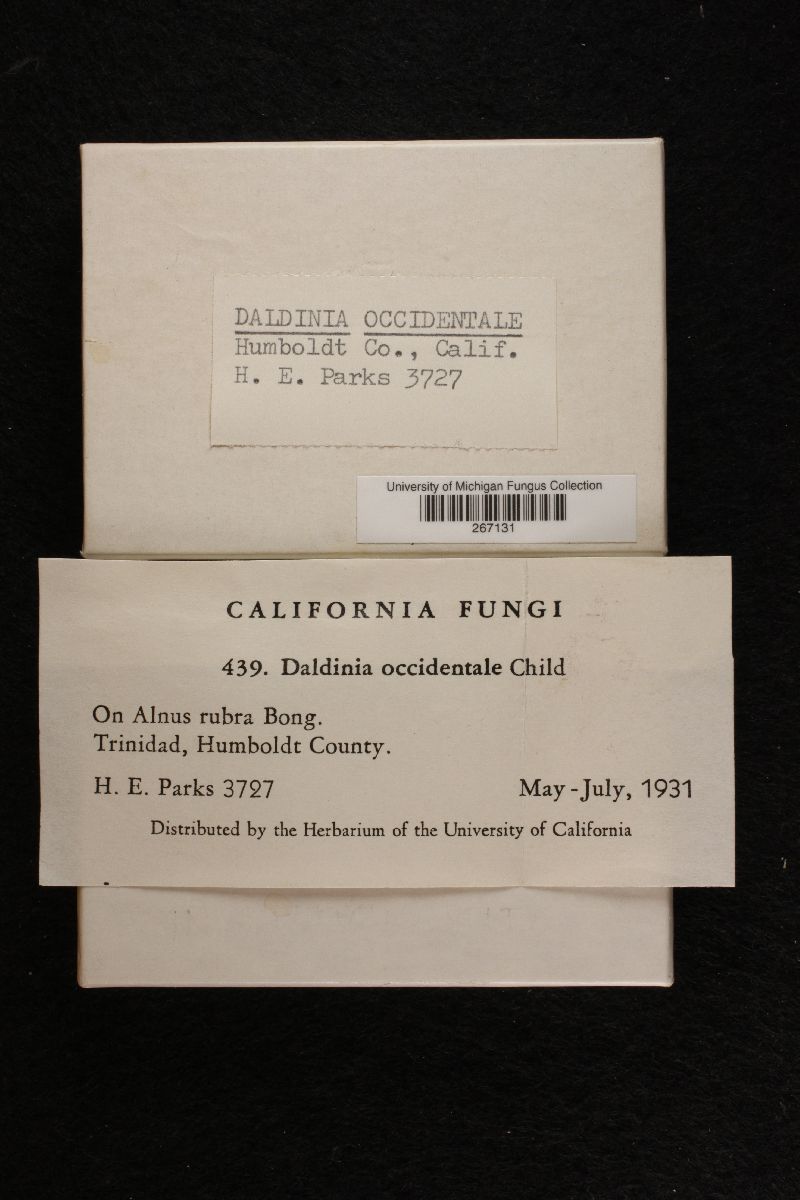 DALDINIA OCCIDENTALE
Humboldt Co., Calif.
H. E. Parks 3727
University of Michigan Fungus Collection
267131
CALIFORNIA FUNGI
439. Daldinia occidentale Child
On Alnus rubra Bong.
Trinidad, Humboldt County.
H. E. Parks 3727 May-July, 1931
Distributed by the Herbarium of the University of California